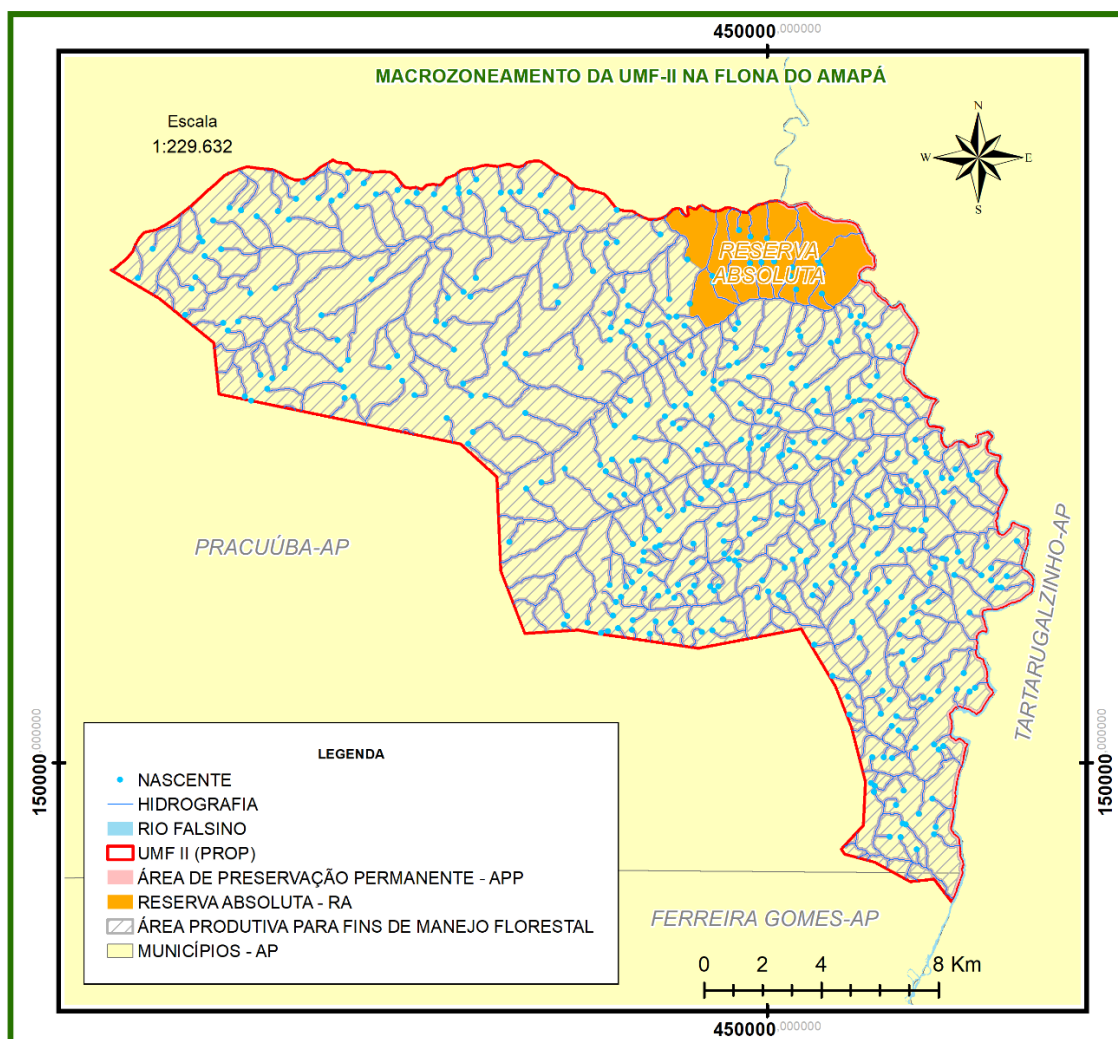 450000.000000
MACROZONEAMENTO DA UMF-II NA FLONA DO AMAPÁ
Escala
1:229.632
N
W
E
S
RESERVA
ABSOLUTA
PRACUÚBA-AP
TARTARUGALZINHO-AP
150000.000000
150000.000000
LEGENDA
NASCENTE
HIDROGRAFIA
RIO FALSINO
UMF II (PROP)
ÁREA DE PRESERVAÇÃO PERMANENTE - APP
RESERVA ABSOLUTA - RA
ÁREA PRODUTIVA PARA FINS DE MANEJO FLORESTAL
MUNICÍPIOS - AP
FERREIRA GOMES-AP
0 2 4 8 Km
450000.000000